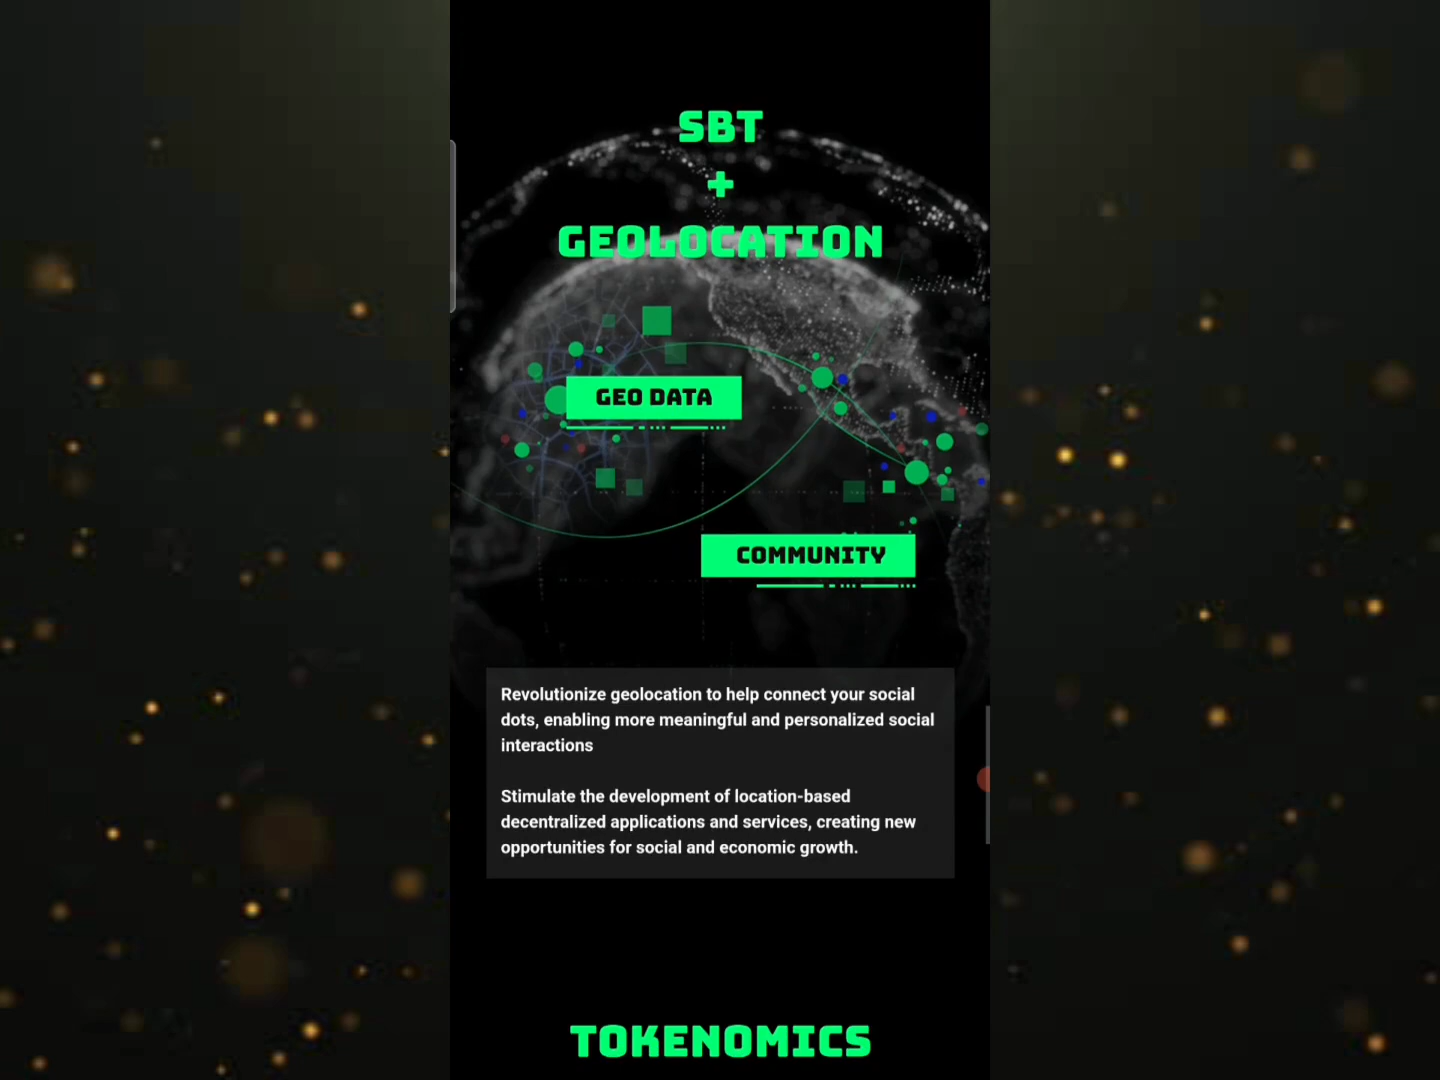 SBT
+
GEOLOCATION
GEO DATA
COMMUNITY
Revolutionize geolocation to help connect your social
dots, enabling more meaningful and personalized social
interactions
Stimulate the development of location-based
decentralized applications and services, creating new
opportunities for social and economic growth.
TOKENOMICS